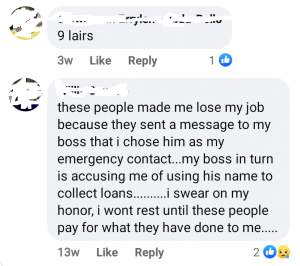 9 lairs
3w Like Reply 1
these people made me lose my job
because they sent a message to my
boss that i chose him as my
emergency contact...my boss in turn
is accusing me of using his name to
collect loans..........i swear on my
honor, i wont rest until these people
pay for what they have done to me.....
13w Like Reply 2